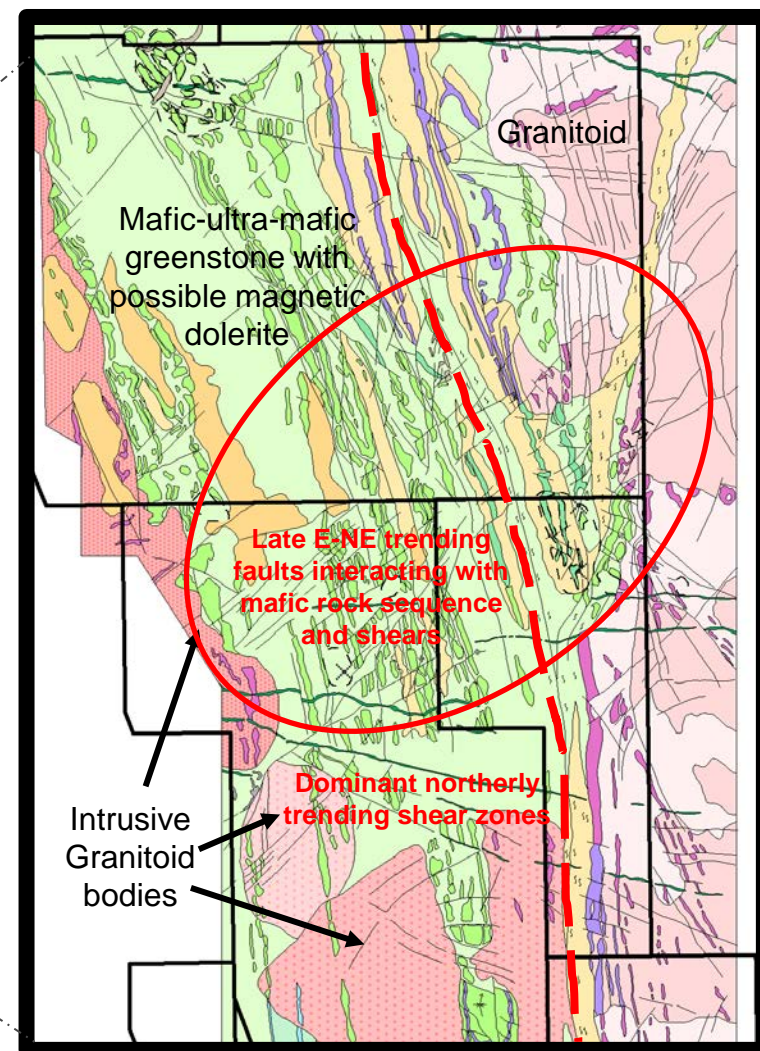 Granitoid
Mafic-ultra-mafic
greenstone with
possible magnetic
dolerite
Late E-NE trending
faults interacting with
mafic rock sequence
and shears
Dominant northerly
trending shear zones
Intrusive
Granitoid
bodies